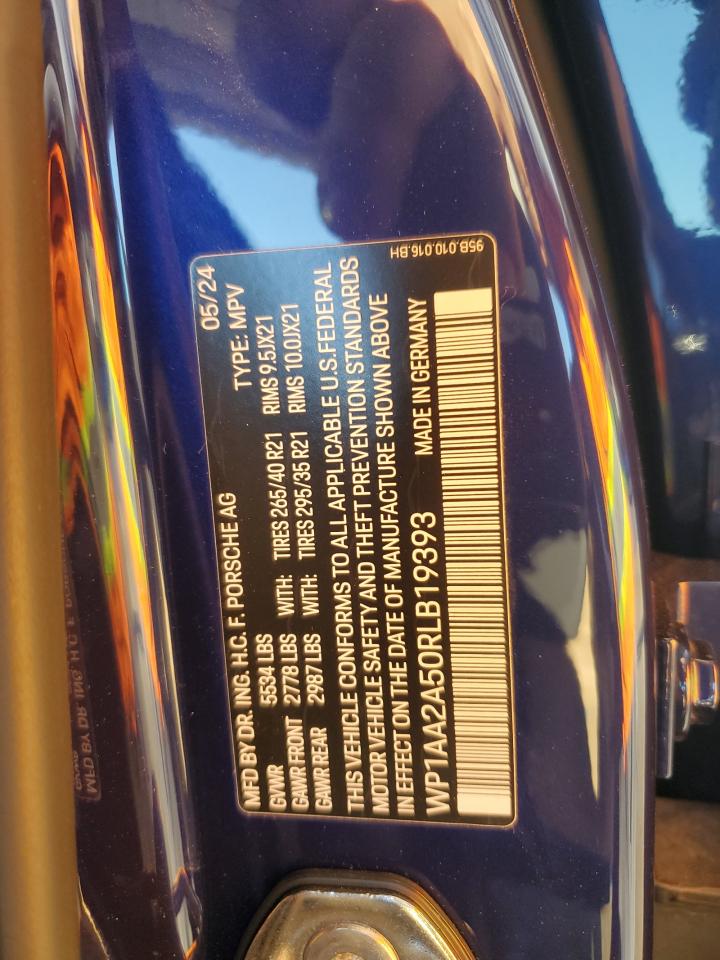 05/24
MFD BY DR. ING. H.C. F. PORSCHE AG TYPE: MPV
GVWR 5534 LBS
GAWR FRONT 2778 LBS WITH: TIRES 265/40 R21 RIMS 9.5JX21
GAWR REAR 2987 LBS WITH: TIRES 295/35 R21 RIMS 10.0JX21
THIS VEHICLE CONFORMS TO ALL APPLICABLE U.S.FEDERAL
MOTOR VEHICLE SAFETY AND THEFT PREVENTION STANDARDS
IN EFFECT ON THE DATE OF MANUFACTURE SHOWN ABOVE
WP1AA2A50RLB19393 MADE IN GERMANY
95B.010.016.BH